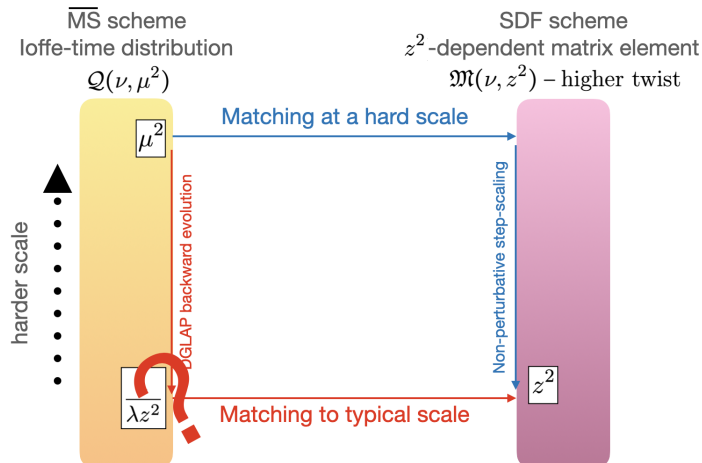 MS scheme
Ioffe-time distribution
𝒬(ν, μ²)
SDF scheme
z²-dependent matrix element
𝔐(ν, z²) – higher twist
μ²
Matching at a hard scale
harder scale
DGLAP backward evolution
Non-perturbative step-scaling
λz²
?
z²
Matching to typical scale